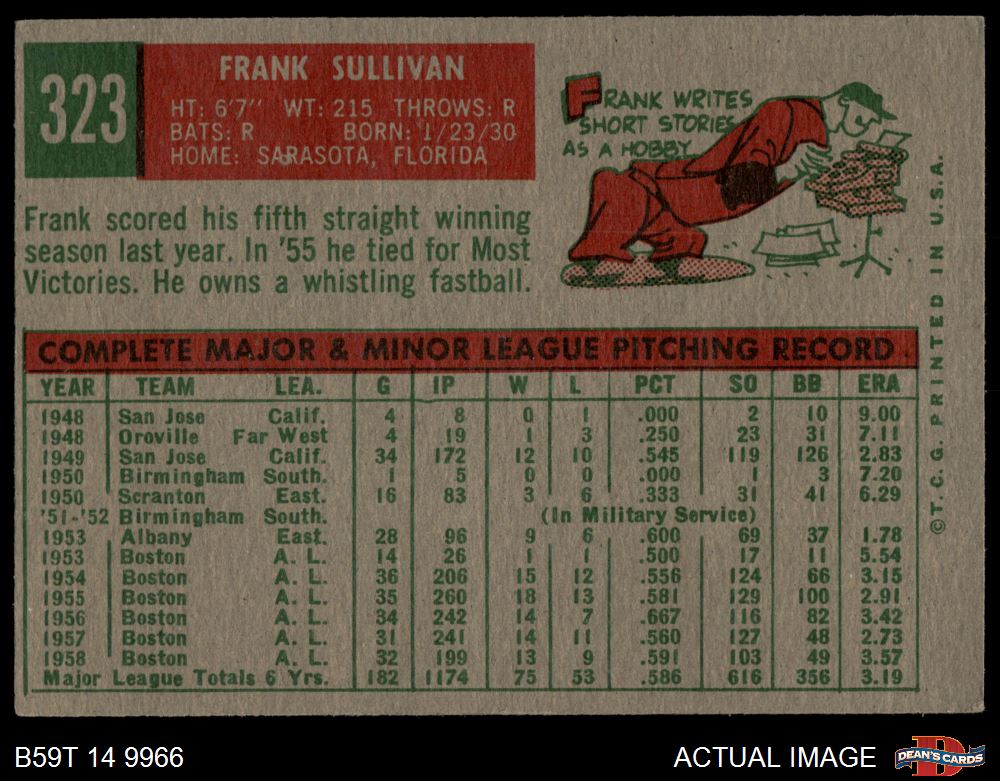 323
FRANK SULLIVAN
HT: 6'7" WT: 215 THROWS: R
BATS: R BORN: 1/23/30
HOME: SARASOTA, FLORIDA
FRANK WRITES
SHORT STORIES
AS A HOBBY
Frank scored his fifth straight winning
season last year. In '55 he tied for Most
Victories. He owns a whistling fastball.
COMPLETE MAJOR & MINOR LEAGUE PITCHING RECORD
YEAR TEAM LEA. G IP W L PCT SO BB ERA
1948 San Jose Calif. 4 8 0 1 .000 2 10 9.00
1948 Oroville Far West 4 19 1 3 .250 23 31 7.11
1949 San Jose Calif. 34 172 12 10 .545 119 126 2.83
1950 Birmingham South. 1 5 0 0 .000 1 3 7.20
1950 Scranton East. 16 83 3 6 .333 31 41 6.29
'51-'52 Birmingham South. (In Military Service)
1953 Albany East. 28 96 9 6 .600 69 37 1.78
1953 Boston A. L. 14 26 1 1 .500 17 11 5.54
1954 Boston A. L. 36 206 15 12 .556 124 66 3.15
1955 Boston A. L. 35 260 18 13 .581 129 100 2.91
1956 Boston A. L. 34 242 14 7 .667 116 82 3.42
1957 Boston A. L. 31 241 14 11 .560 127 48 2.73
1958 Boston A. L. 32 199 13 9 .591 103 49 3.57
Major League Totals 6 Yrs. 182 1174 75 53 .586 616 356 3.19
©T.C.G. PRINTED IN U.S.A.
B59T 14 9966
ACTUAL IMAGE
D
DEAN'S CARDS